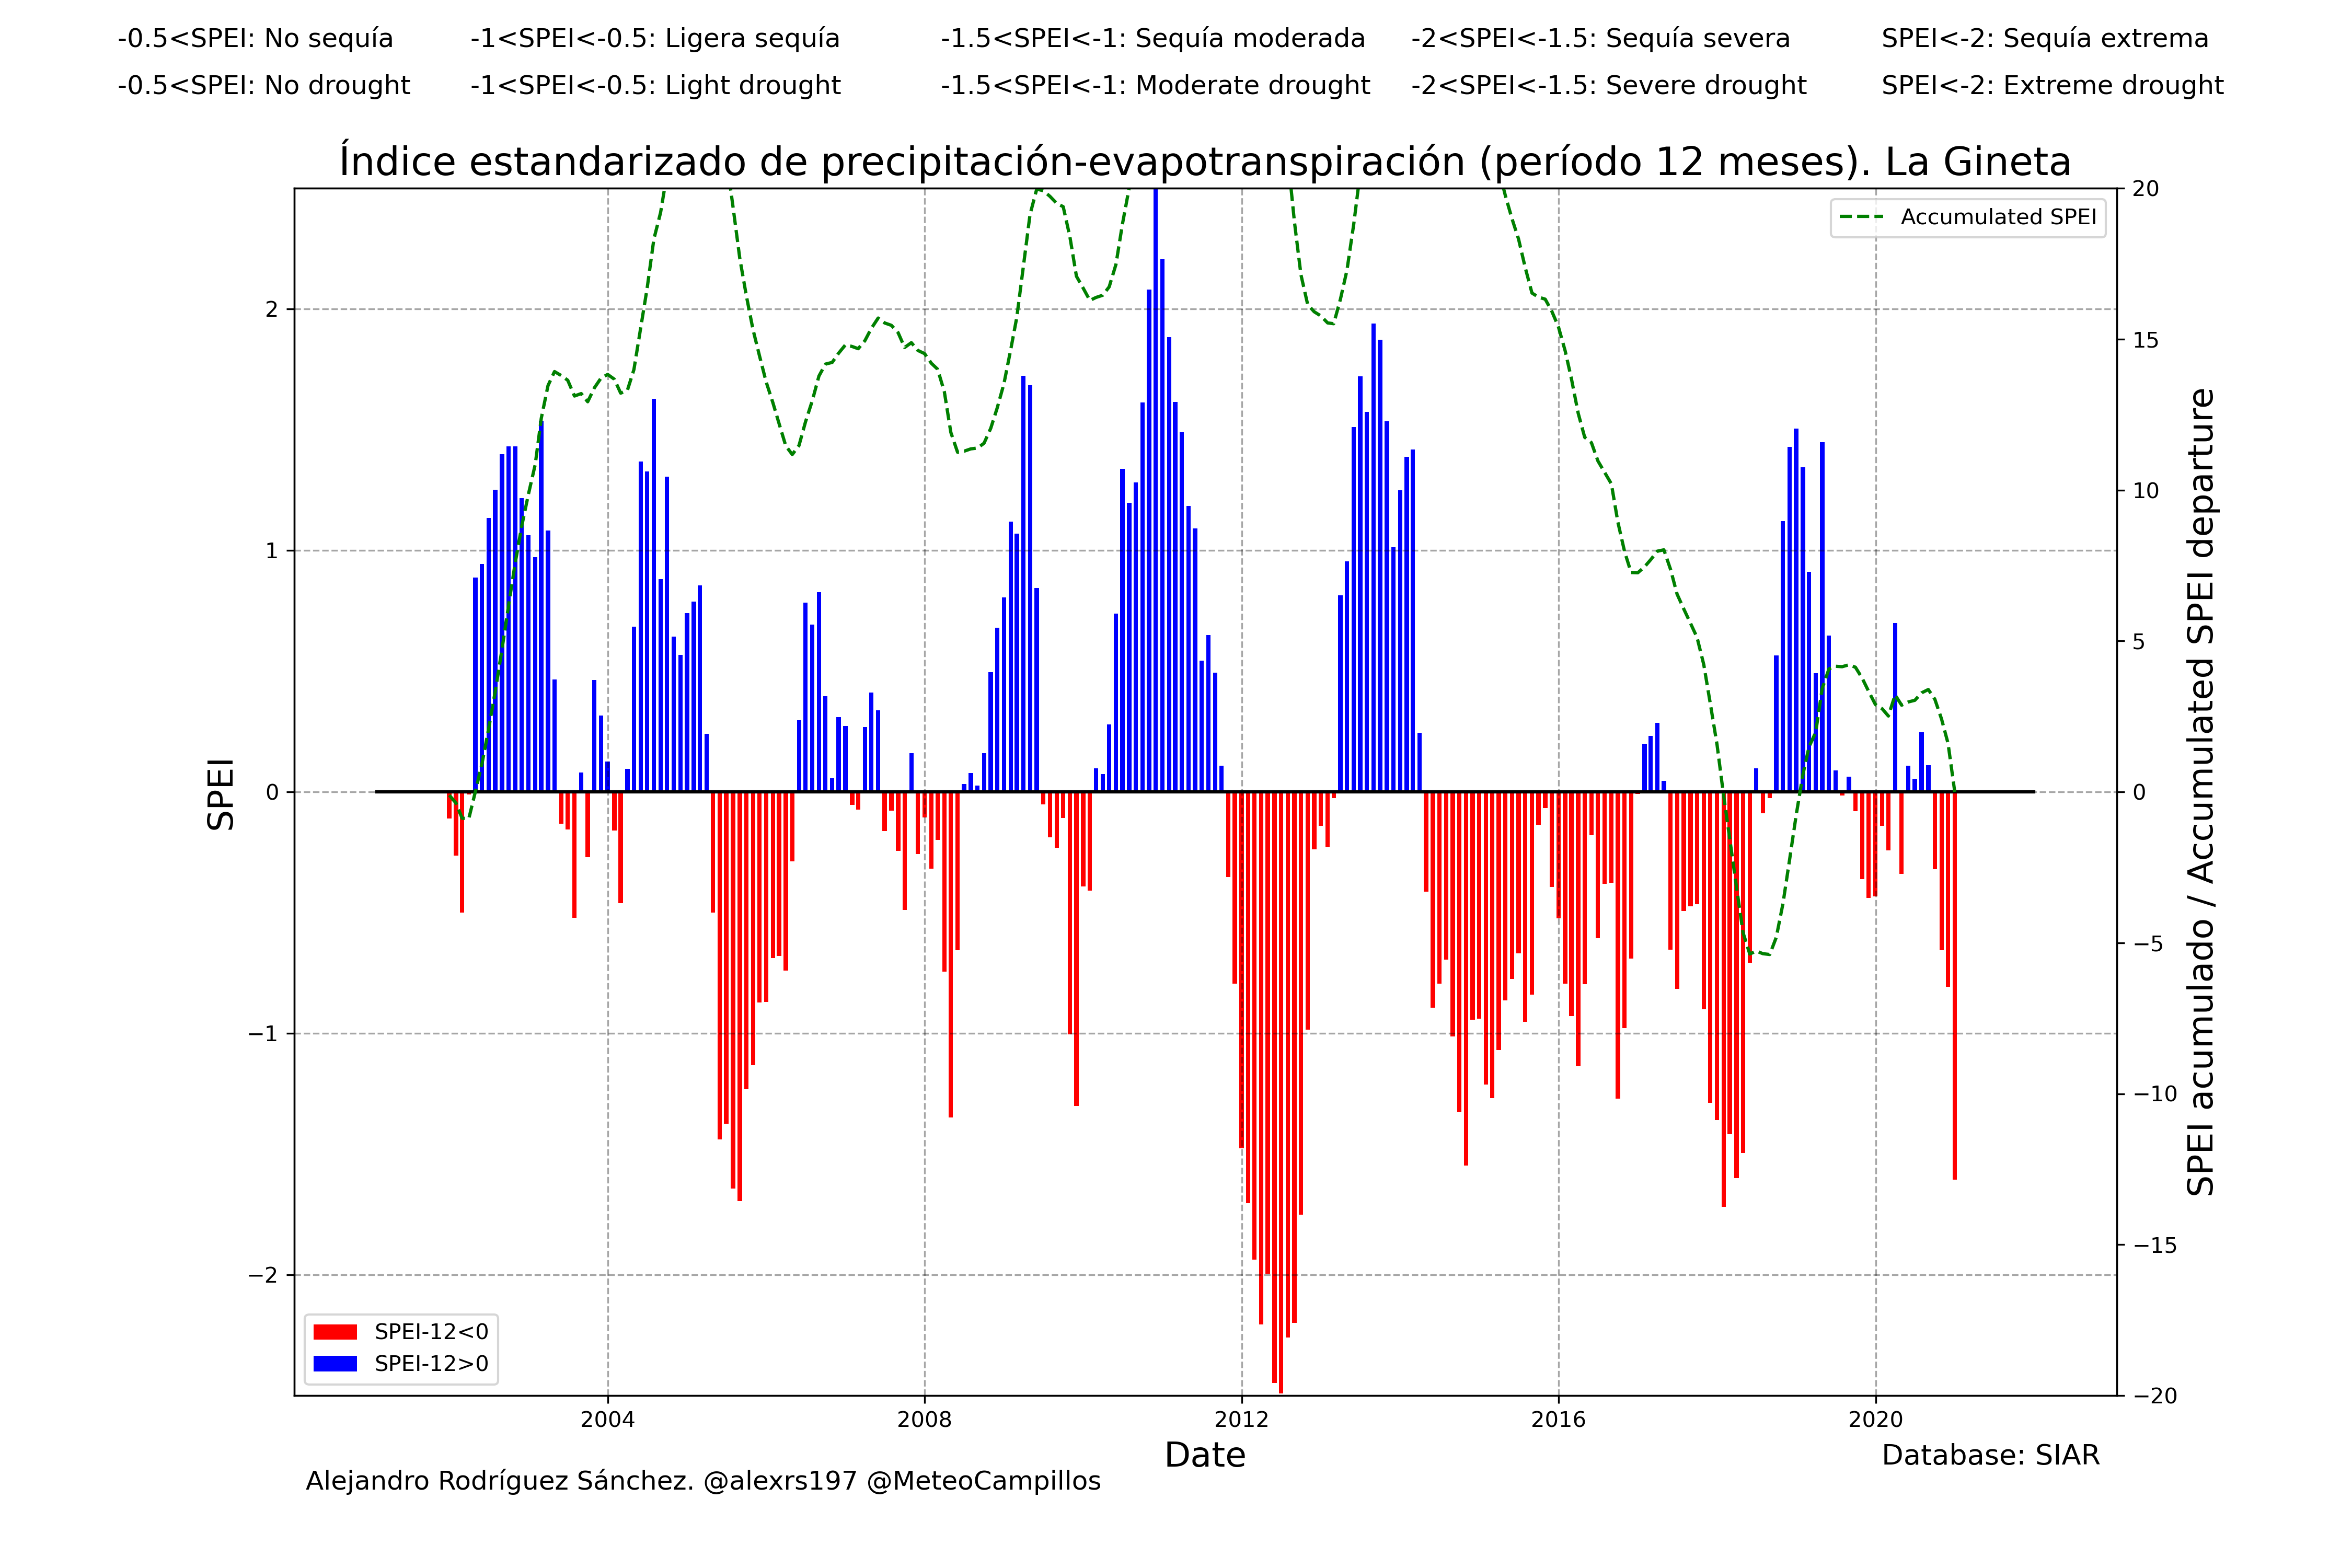 -0.5<SPEI: No sequía -1<SPEI<-0.5: Ligera sequía -1.5<SPEI<-1: Sequía moderada -2<SPEI<-1.5: Sequía severa SPEI<-2: Sequía extrema
-0.5<SPEI: No drought -1<SPEI<-0.5: Light drought -1.5<SPEI<-1: Moderate drought -2<SPEI<-1.5: Severe drought SPEI<-2: Extreme drought
Índice estandarizado de precipitación-evapotranspiración (período 12 meses). La Gineta
Accumulated SPEI
SPEI
2
1
0
−1
−2
20
15
10
5
0
−5
−10
−15
−20
SPEI acumulado / Accumulated SPEI departure
SPEI-12<0
SPEI-12>0
2004 2008 2012 2016 2020
Date
Database: SIAR
Alejandro Rodríguez Sánchez. @alexrs197 @MeteoCampillos